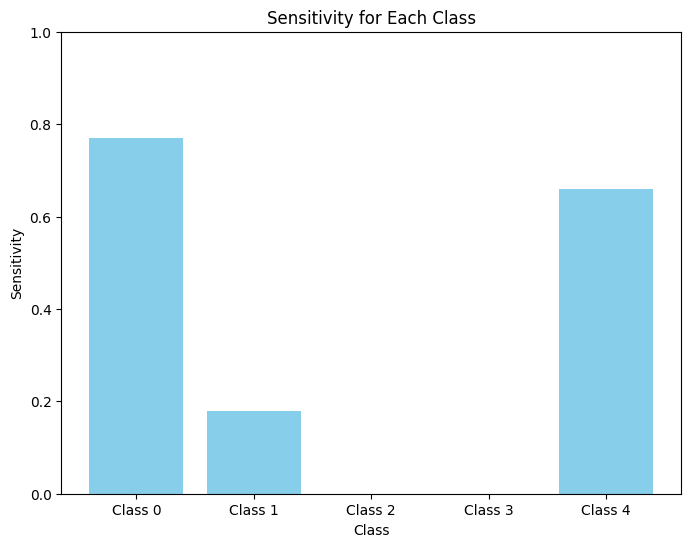 Sensitivity for Each Class
1.0
0.8
0.6
0.4
0.2
0.0
Sensitivity
Class 0
Class 1
Class 2
Class 3
Class 4
Class